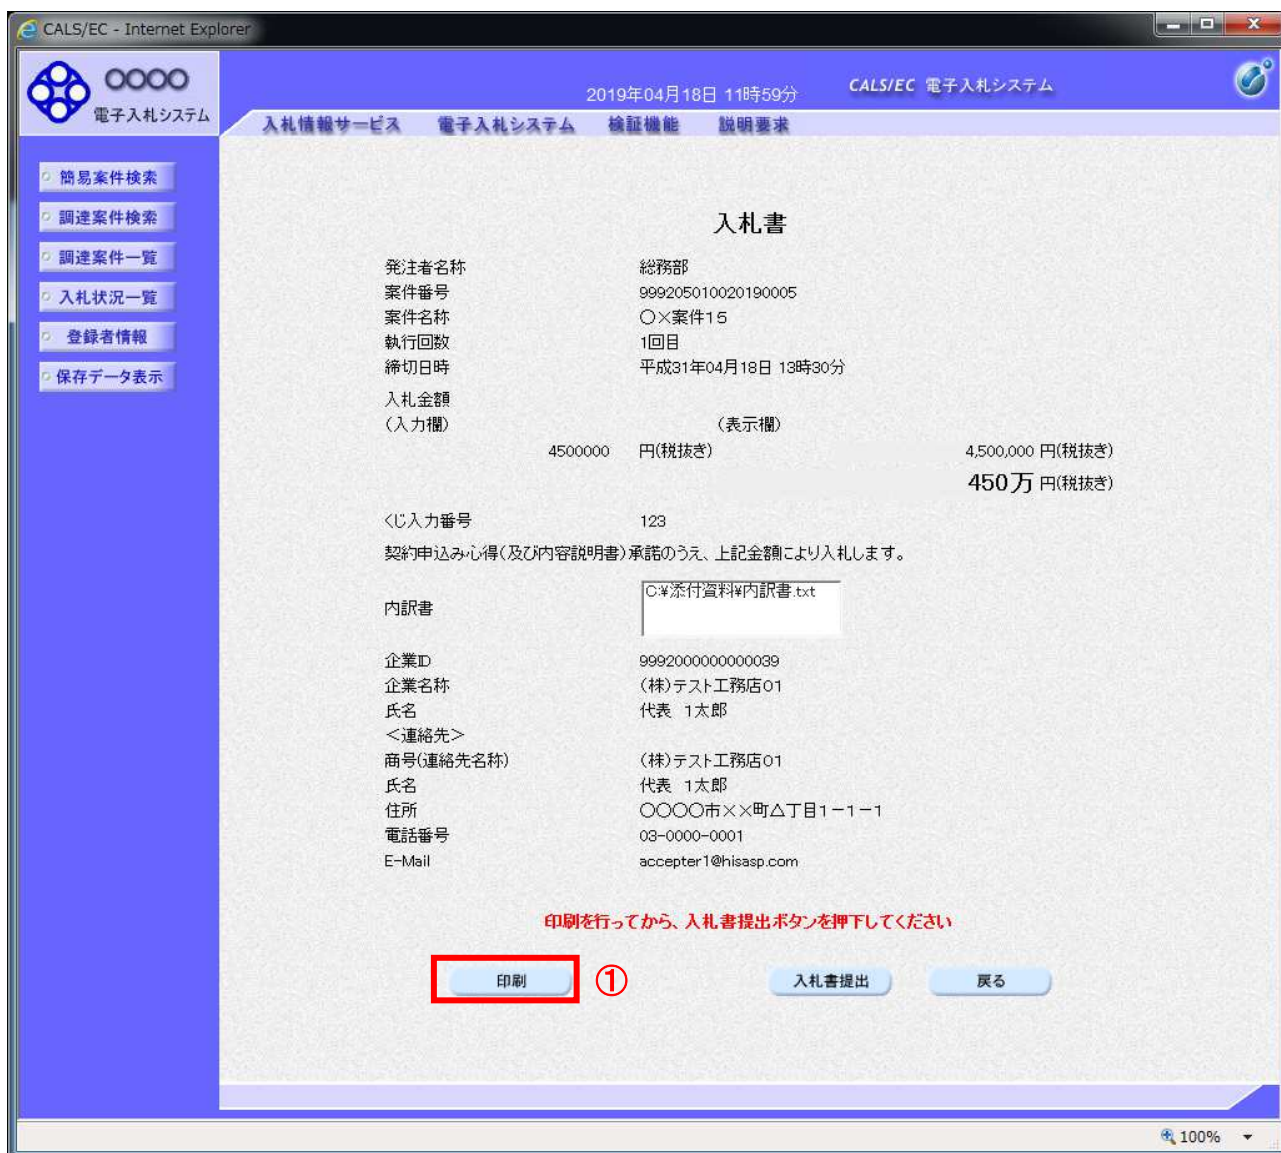 CALS/EC - Internet Explorer
○○○○
電子入札システム
2019年04月18日 11時59分
CALS/EC 電子入札システム
入札情報サービス 電子入札システム 検証機能 説明要求
簡易案件検索
調達案件検索
調達案件一覧
入札状況一覧
登録者情報
保存データ表示
入札書
発注者名称 総務部
案件番号 999205010020190005
案件名称 ○×案件15
執行回数 1回目
締切日時 平成31年04月18日 13時30分
入札金額
(入力欄) (表示欄)
4500000 円(税抜き) 4,500,000 円(税抜き)
450万 円(税抜き)
くじ入力番号 123
契約申込み心得(及び内容説明書)承諾のうえ、上記金額により入札します。
内訳書 C:¥添付資料¥内訳書.txt
企業ID 9992000000000039
企業名称 (株)テスト工務店01
氏名 代表 1太郎
<連絡先>
商号(連絡先名称) (株)テスト工務店01
氏名 代表 1太郎
住所 ○○○○市××町△丁目1-1-1
電話番号 03-0000-0001
E-Mail accepter1@hisasp.com
印刷を行ってから、入札書提出ボタンを押下してください
印刷 ① 入札書提出 戻る
100%